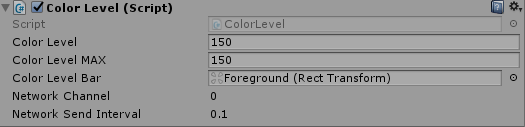 Color Level (Script)
Script ColorLevel
Color Level 150
Color Level MAX 150
Color Level Bar Foreground (Rect Transform)
Network Channel 0
Network Send Interval 0.1